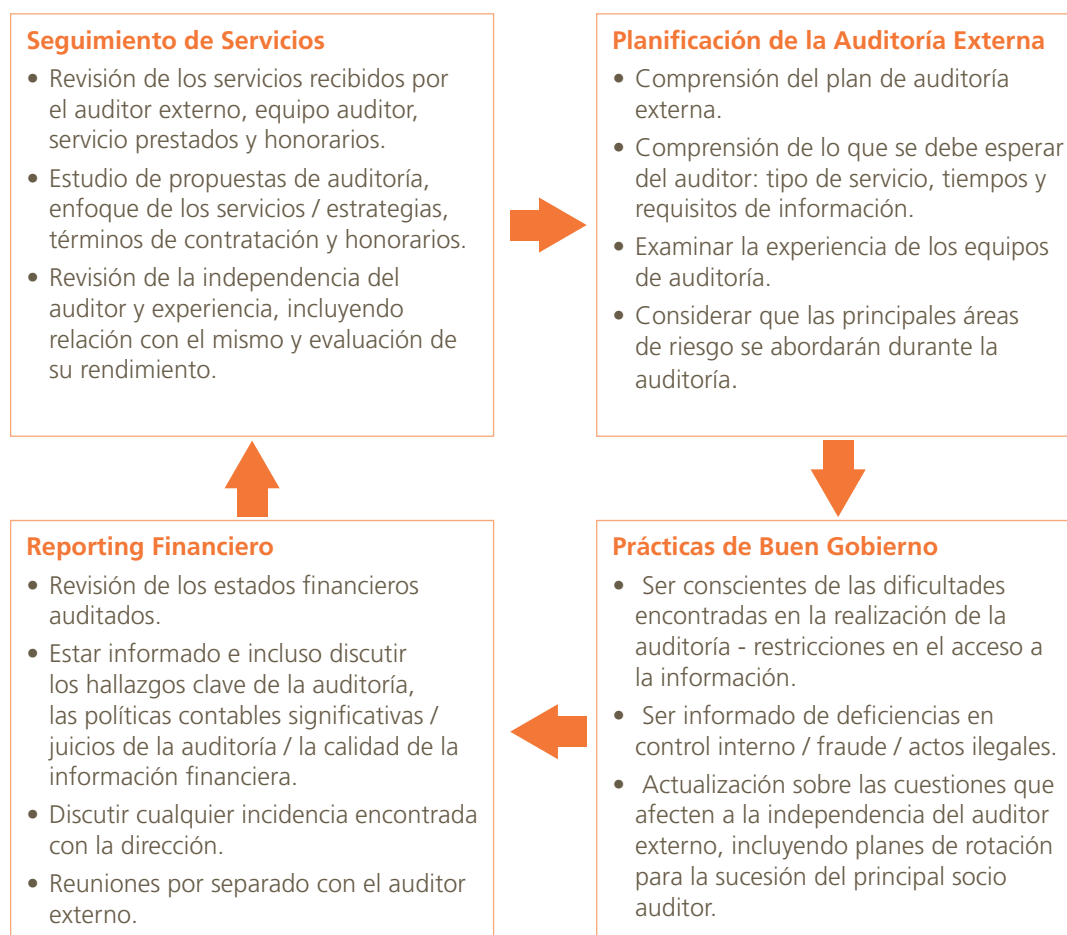 Seguimiento de Servicios
• Revisión de los servicios recibidos por
el auditor externo, equipo auditor,
servicio prestados y honorarios.
• Estudio de propuestas de auditoría,
enfoque de los servicios / estrategias,
términos de contratación y honorarios.
• Revisión de la independencia del
auditor y experiencia, incluyendo
relación con el mismo y evaluación de
su rendimiento.
Planificación de la Auditoría Externa
• Comprensión del plan de auditoría
externa.
• Comprensión de lo que se debe esperar
del auditor: tipo de servicio, tiempos y
requisitos de información.
• Examinar la experiencia de los equipos
de auditoría.
• Considerar que las principales áreas
de riesgo se abordarán durante la
auditoría.
Prácticas de Buen Gobierno
• Ser conscientes de las dificultades
encontradas en la realización de la
auditoría - restricciones en el acceso a
la información.
• Ser informado de deficiencias en
control interno / fraude / actos ilegales.
• Actualización sobre las cuestiones que
afecten a la independencia del auditor
externo, incluyendo planes de rotación
para la sucesión del principal socio
auditor.
Reporting Financiero
• Revisión de los estados financieros
auditados.
• Estar informado e incluso discutir
los hallazgos clave de la auditoría,
las políticas contables significativas /
juicios de la auditoría / la calidad de la
información financiera.
• Discutir cualquier incidencia encontrada
con la dirección.
• Reuniones por separado con el auditor
externo.